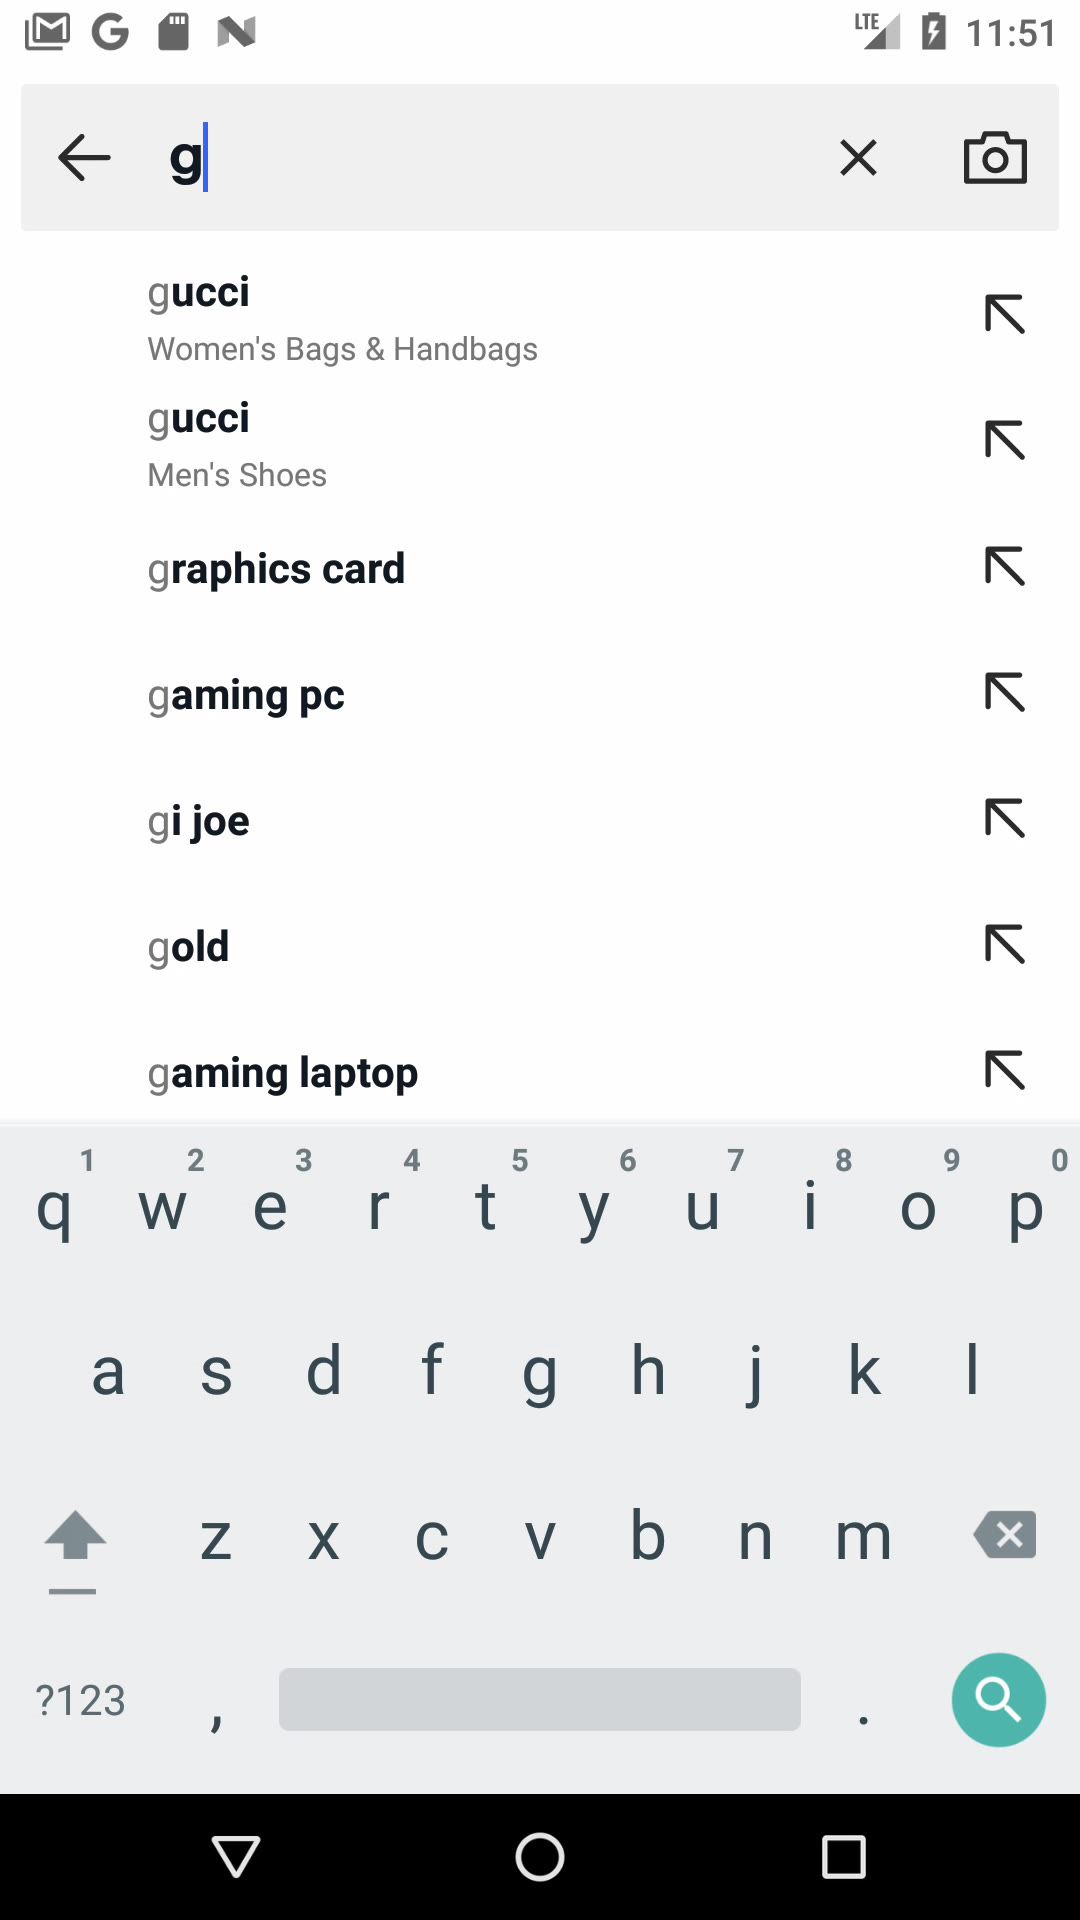 LTE 11:51
g
gucci
Women's Bags & Handbags
gucci
Men's Shoes
graphics card
gaming pc
gi joe
gold
gaming laptop
1 2 3 4 5 6 7 8 9 0
q w e r t y u i o p
a s d f g h j k l
z x c v b n m
?123 , .